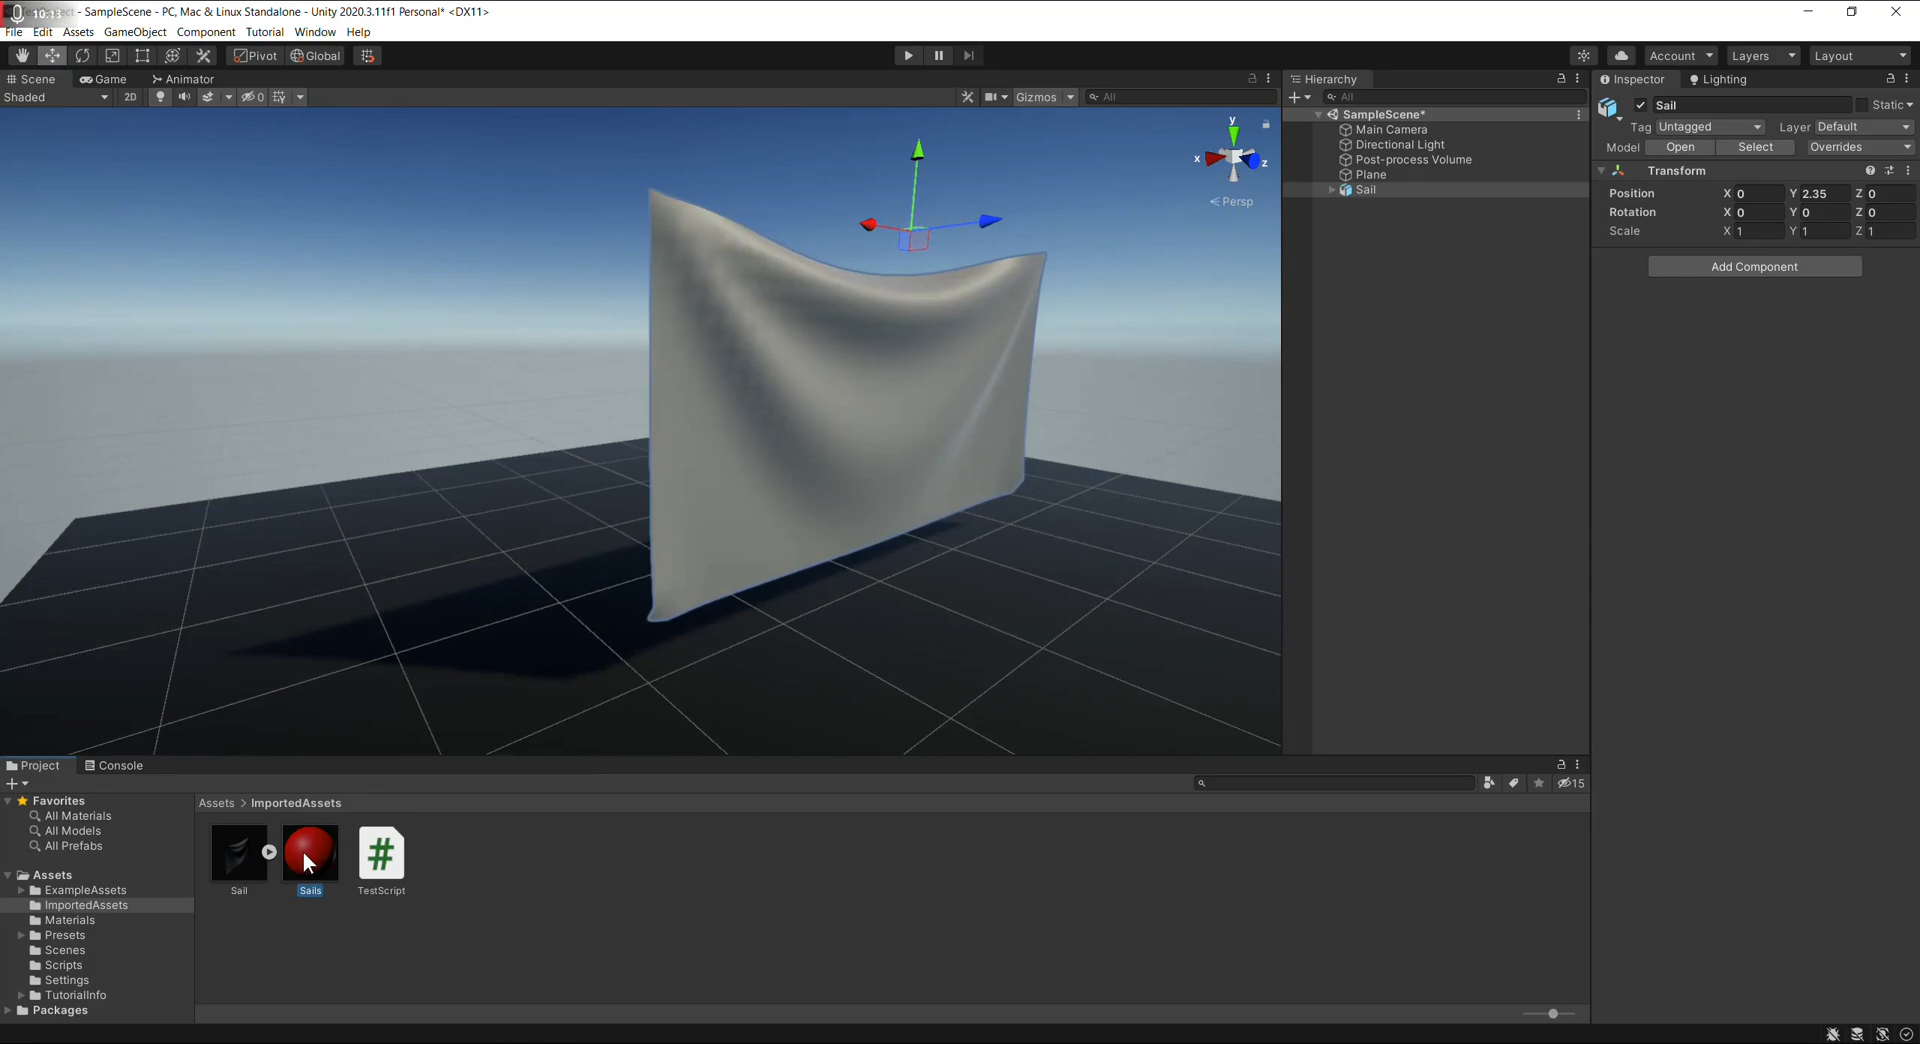 10:13 - SampleScene - PC, Mac & Linux Standalone - Unity 2020.3.11f1 Personal* <DX11>
File Edit Assets GameObject Component Tutorial Window Help
Pivot Global Account Layers Layout
Scene Game Animator
Shaded 2D 0 Gizmos All
Persp
y
x
z
Hierarchy
All
SampleScene*
Main Camera
Directional Light
Post-process Volume
Plane
Sail
Inspector Lighting
Sail Static
Tag Untagged Layer Default
Model Open Select Overrides
Transform
Position X 0 Y 2.35 Z 0
Rotation X 0 Y 0 Z 0
Scale X 1 Y 1 Z 1
Add Component
Project Console
15
Favorites
All Materials
All Models
All Prefabs
Assets
ExampleAssets
ImportedAssets
Materials
Presets
Scenes
Scripts
Settings
TutorialInfo
Packages
Assets > ImportedAssets
#
Sail Sails TestScript